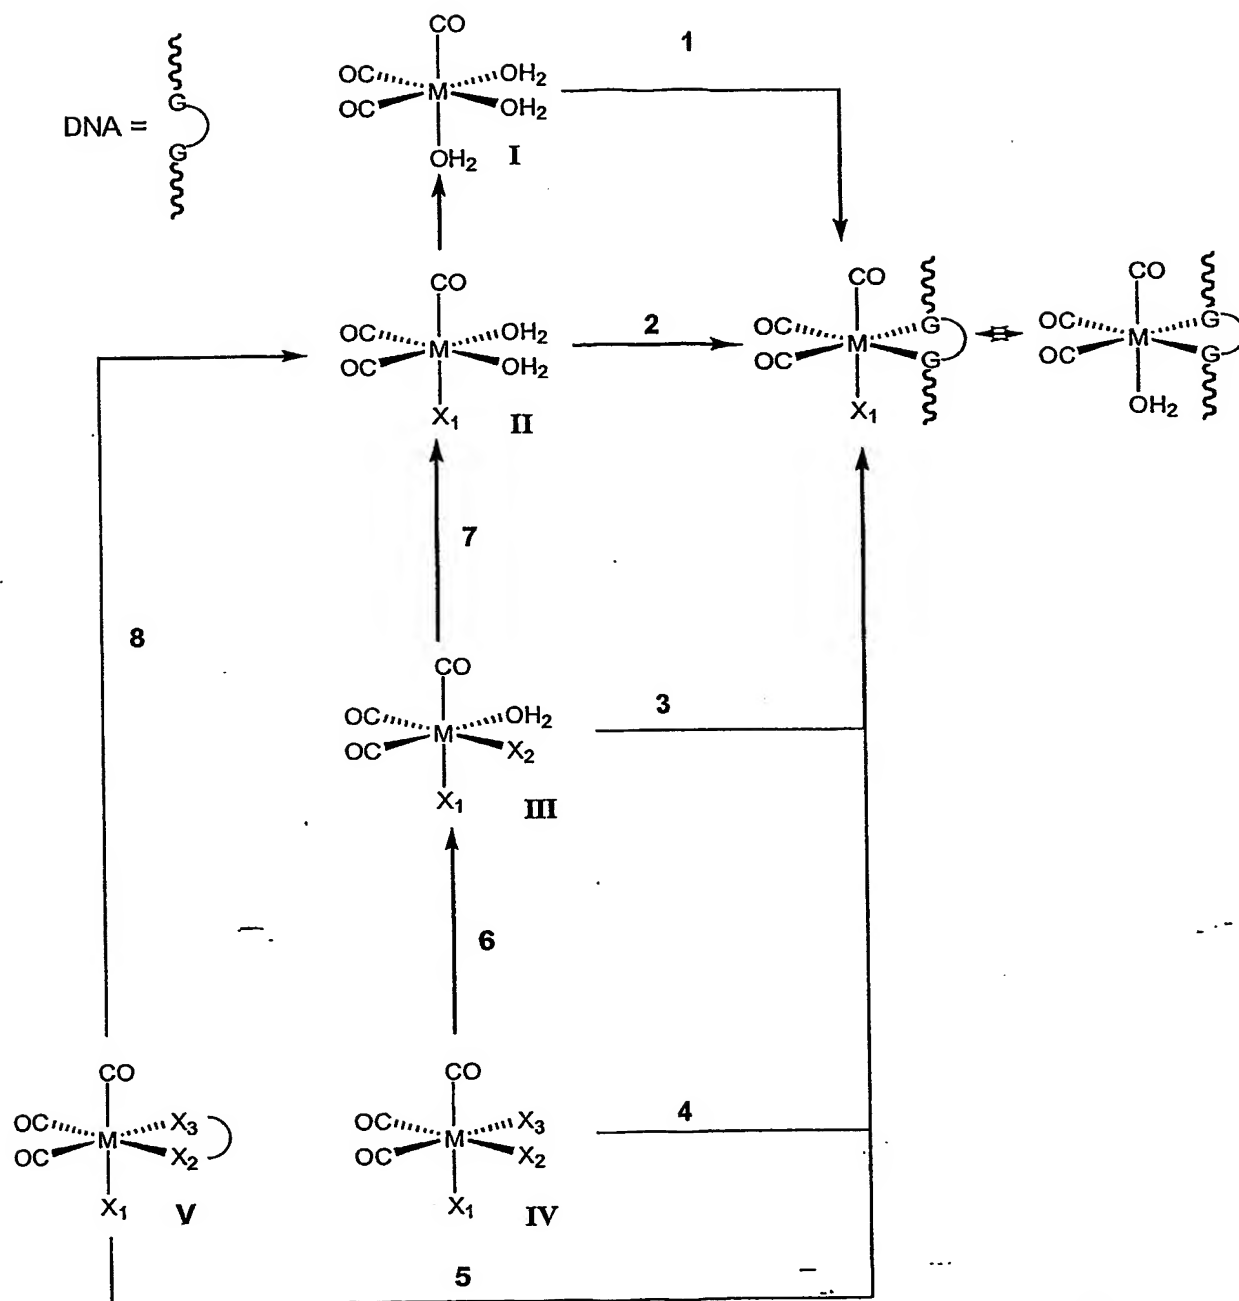 CO
1
OC
OH₂
G
M
OC
OH₂
DNA =
G
OH₂
I
CO
CO
CO
OC
OH₂
2
OC
G
OC
G
M
M
M
OC
OH₂
OC
G
OC
G
X₁
II
X₁
OH₂
7
8
CO
OC
OH₂
3
M
OC
X₂
X₁
III
6
CO
CO
OC
X₃
OC
X₃
4
M
M
OC
X₂
OC
X₂
X₁
V
X₁
IV
5